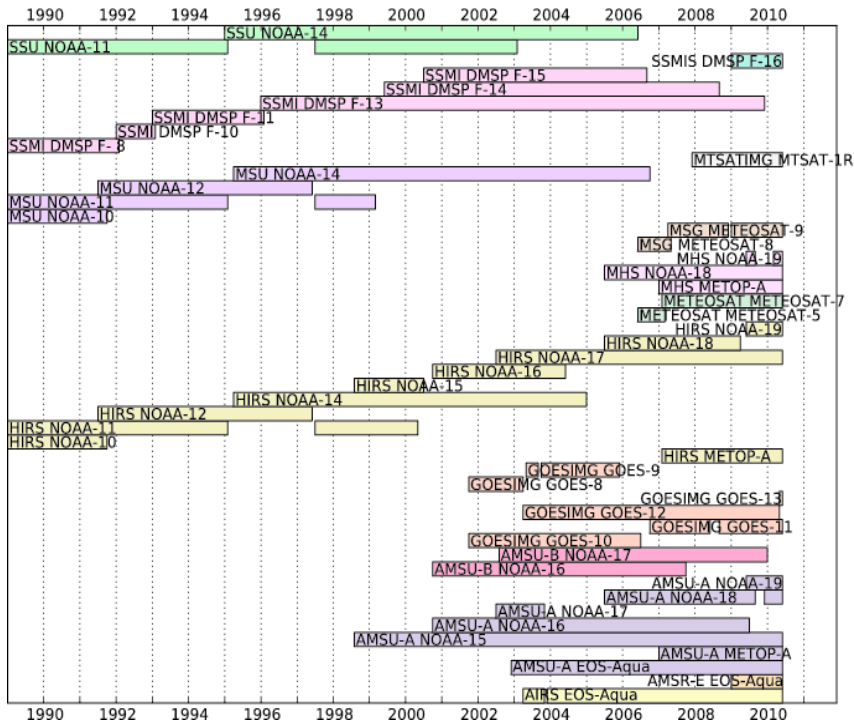 1990 1992 1994 1996 1998 2000 2002 2004 2006 2008 2010
SSU NOAA-14
SSU NOAA-11
SSMIS DMSP F-16
SSMI DMSP F-15
SSMI DMSP F-14
SSMI DMSP F-13
SSMI DMSP F-11
SSMI DMSP F-10
SSMI DMSP F- 8
MTSATIMG MTSAT-1R
MSU NOAA-14
MSU NOAA-12
MSU NOAA-11
MSU NOAA-10
MSG METEOSAT-9
MSG METEOSAT-8
MHS NOAA-19
MHS NOAA-18
MHS METOP-A
METEOSAT METEOSAT-7
METEOSAT METEOSAT-5
HIRS NOAA-19
HIRS NOAA-18
HIRS NOAA-17
HIRS NOAA-16
HIRS NOAA-15
HIRS NOAA-14
HIRS NOAA-12
HIRS NOAA-11
HIRS NOAA-10
HIRS METOP-A
GOESIMG GOES-9
GOESIMG GOES-8
GOESIMG GOES-13
GOESIMG GOES-12
GOESIMG GOES-11
GOESIMG GOES-10
AMSU-B NOAA-17
AMSU-B NOAA-16
AMSU-A NOAA-19
AMSU-A NOAA-18
AMSU-A NOAA-17
AMSU-A NOAA-16
AMSU-A NOAA-15
AMSU-A METOP-A
AMSU-A EOS-Aqua
AMSR-E EOS-Aqua
AIRS EOS-Aqua
1990 1992 1994 1996 1998 2000 2002 2004 2006 2008 2010